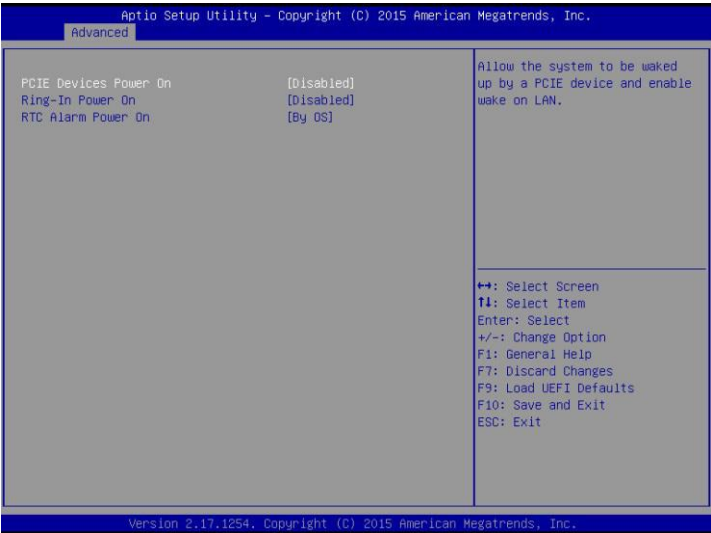 Aptio Setup Utility – Copyright (C) 2015 American Megatrends, Inc.
Advanced
PCIE Devices Power On [Disabled]
Ring-In Power On [Disabled]
RTC Alarm Power On [By OS]
Allow the system to be waked
up by a PCIE device and enable
wake on LAN.
↔: Select Screen
↑↓: Select Item
Enter: Select
+/-: Change Option
F1: General Help
F7: Discard Changes
F9: Load UEFI Defaults
F10: Save and Exit
ESC: Exit
Version 2.17.1254. Copyright (C) 2015 American Megatrends, Inc.